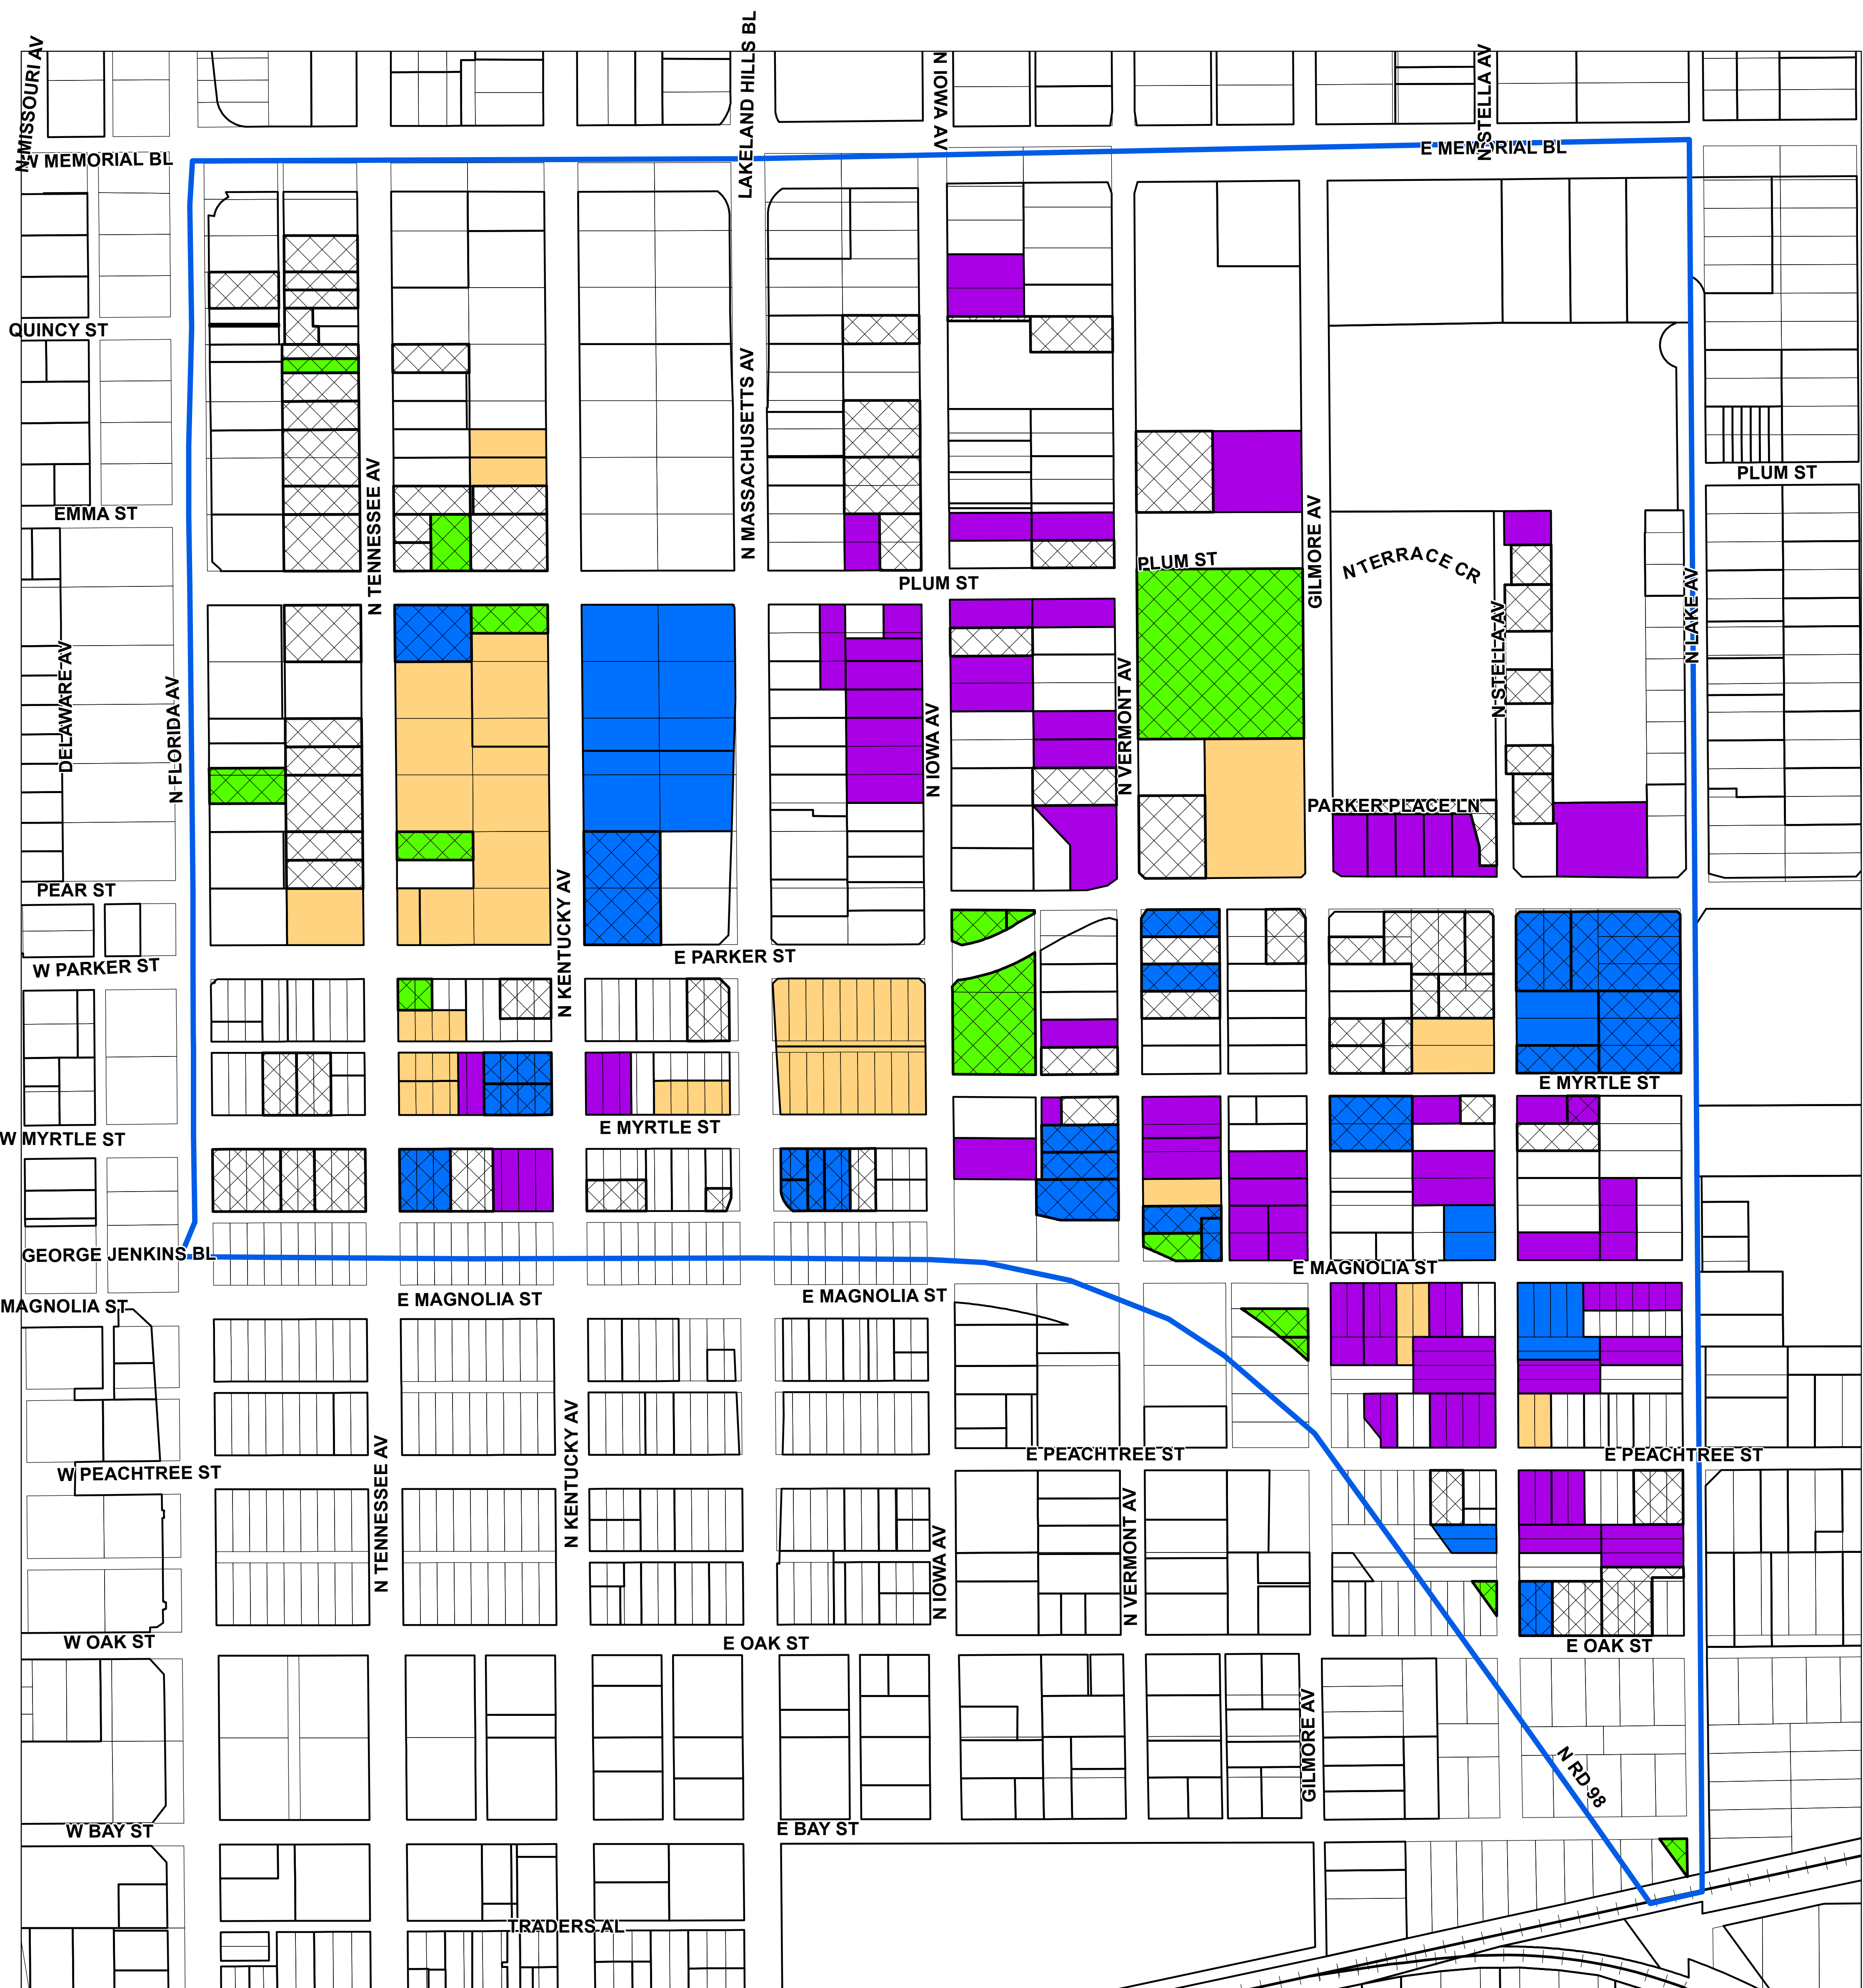 N MISSOURI AV
LAKELAND HILLS BL
N IOWA AV
N STELLA AV
W MEMORIAL BL
E MEMORIAL BL
QUINCY ST
N MASSACHUSETTS AV
N TENNESSEE AV
PLUM ST
EMMA ST
GILMORE AV
PLUM ST
N TERRACE CR
PLUM ST
N LAKE AV
N STELLA AV
DELAWARE AV
N FLORIDA AV
N IOWA AV
N VERMONT AV
PARKER PLACE LN
PEAR ST
N KENTUCKY AV
E PARKER ST
W PARKER ST
E MYRTLE ST
E MYRTLE ST
W MYRTLE ST
GEORGE JENKINS BL
E MAGNOLIA ST
E MAGNOLIA ST
E MAGNOLIA ST
MAGNOLIA ST
N KENTUCKY AV
N TENNESSEE AV
E PEACHTREE ST
E PEACHTREE ST
W PEACHTREE ST
N IOWA AV
N VERMONT AV
W OAK ST
E OAK ST
E OAK ST
GILMORE AV
N RD 98
W BAY ST
E BAY ST
TRADERS AL